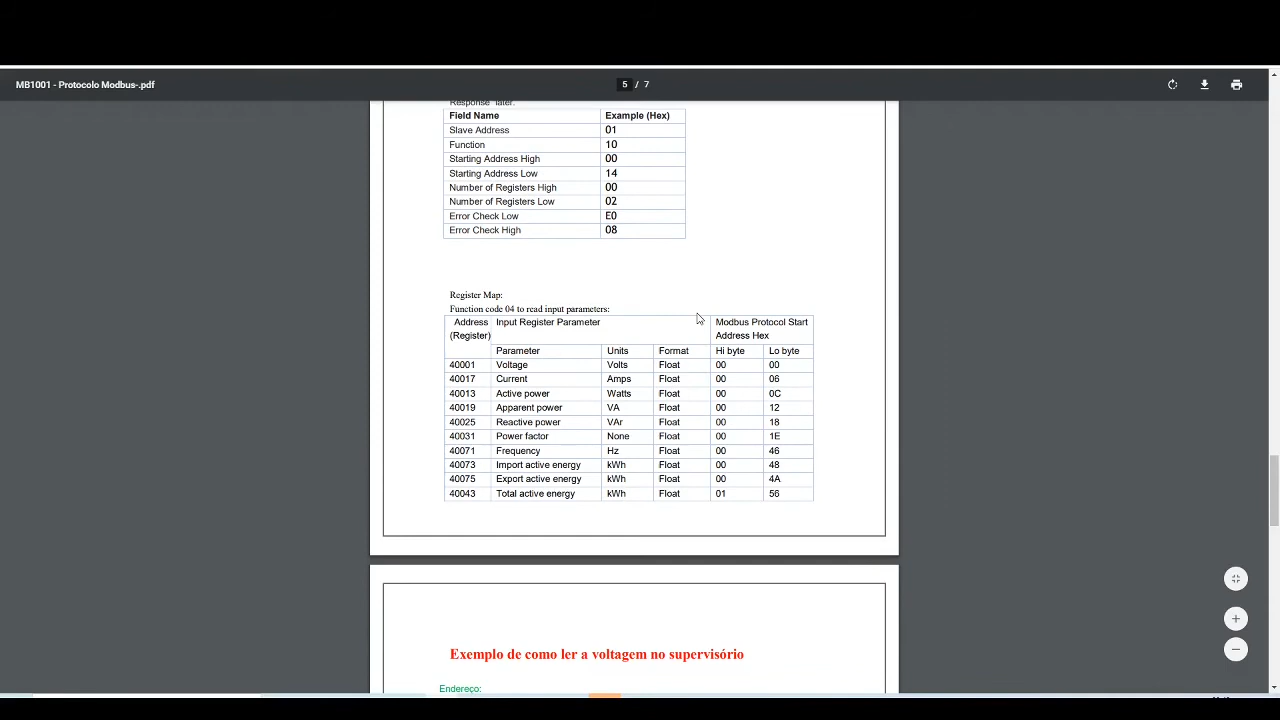 MB1001 - Protocolo Modbus-.pdf
5 / 7
Response later.
Field Name Example (Hex)
Slave Address 01
Function 10
Starting Address High 00
Starting Address Low 14
Number of Registers High 00
Number of Registers Low 02
Error Check Low E0
Error Check High 08
Register Map:
Function code 04 to read input parameters:
Address Input Register Parameter Modbus Protocol Start
(Register) Address Hex
Parameter Units Format Hi byte Lo byte
40001 Voltage Volts Float 00 00
40017 Current Amps Float 00 06
40013 Active power Watts Float 00 0C
40019 Apparent power VA Float 00 12
40025 Reactive power VAr Float 00 18
40031 Power factor None Float 00 1E
40071 Frequency Hz Float 00 46
40073 Import active energy kWh Float 00 48
40075 Export active energy kWh Float 00 4A
40043 Total active energy kWh Float 01 56
Exemplo de como ler a voltagem no supervisório
Endereço: